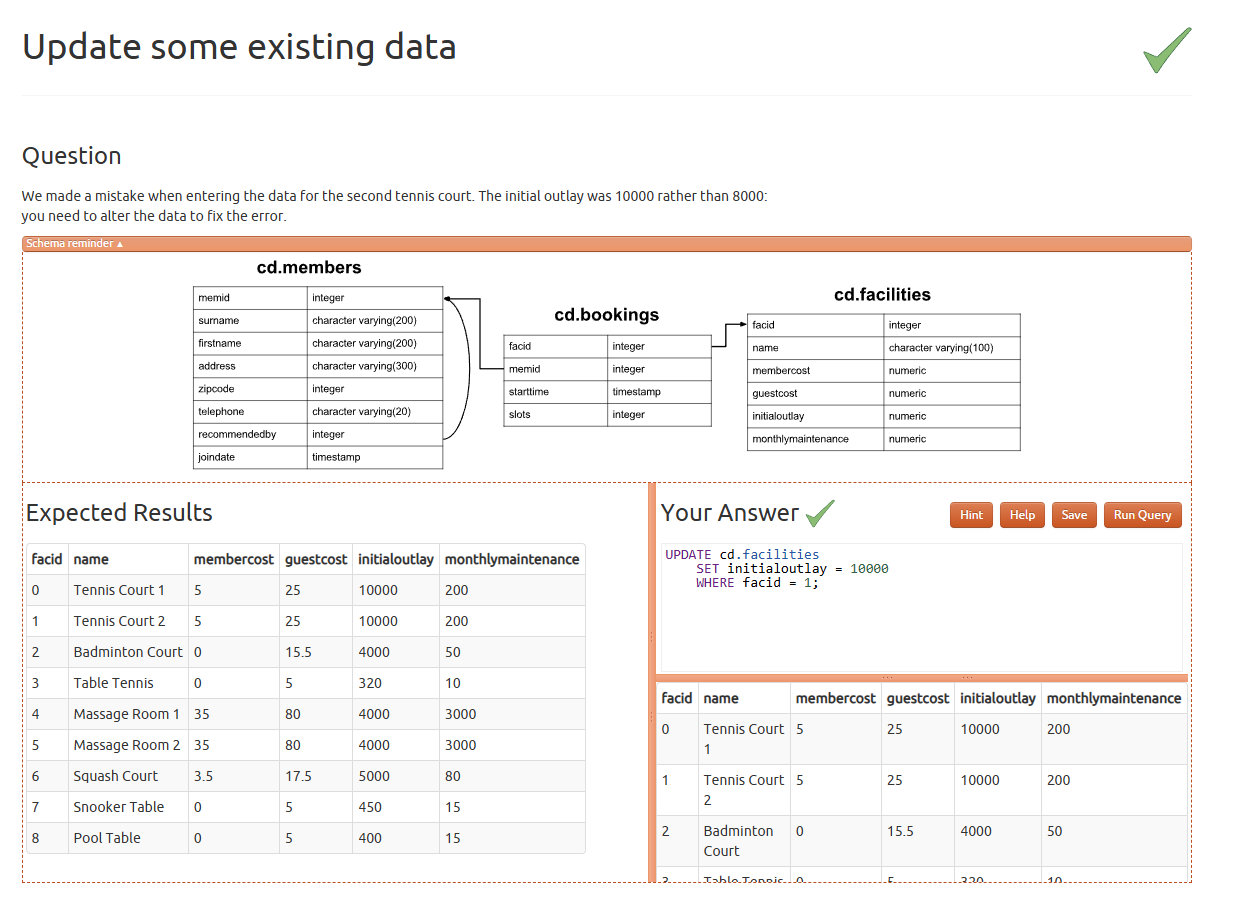 Update some existing data
Question
We made a mistake when entering the data for the second tennis court. The initial outlay was 10000 rather than 8000:
you need to alter the data to fix the error.
Schema reminder ▲
cd.members
memid integer
surname character varying(200)
firstname character varying(200)
address character varying(300)
zipcode integer
telephone character varying(20)
recommendedby integer
joindate timestamp
cd.bookings
facid integer
memid integer
starttime timestamp
slots integer
cd.facilities
facid integer
name character varying(100)
membercost numeric
guestcost numeric
initialoutlay numeric
monthlymaintenance numeric
Expected Results
facid name membercost guestcost initialoutlay monthlymaintenance
0 Tennis Court 1 5 25 10000 200
1 Tennis Court 2 5 25 10000 200
2 Badminton Court 0 15.5 4000 50
3 Table Tennis 0 5 320 10
4 Massage Room 1 35 80 4000 3000
5 Massage Room 2 35 80 4000 3000
6 Squash Court 3.5 17.5 5000 80
7 Snooker Table 0 5 450 15
8 Pool Table 0 5 400 15
Your Answer
Hint Help Save Run Query
UPDATE cd.facilities
SET initialoutlay = 10000
WHERE facid = 1;
facid name membercost guestcost initialoutlay monthlymaintenance
0 Tennis Court 5 25 10000 200
1
1 Tennis Court 5 25 10000 200
2
2 Badminton 0 15.5 4000 50
Court
3 Table Tennis 0 5 320 10